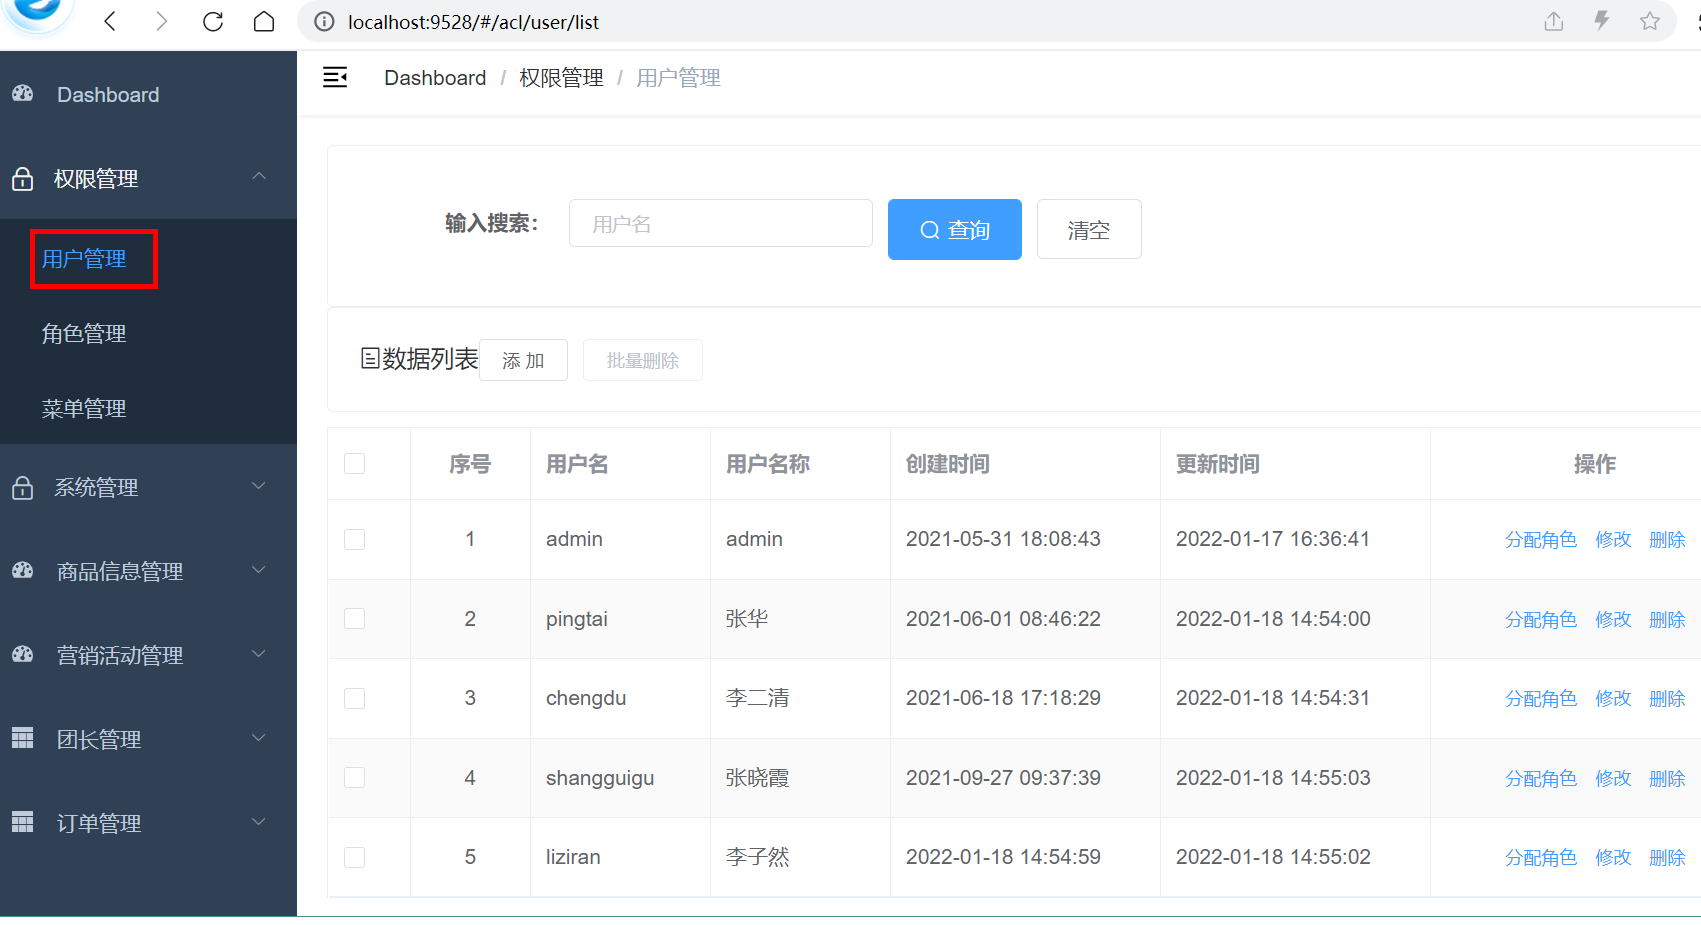 localhost:9528/#/acl/user/list
Dashboard / 权限管理 / 用户管理
Dashboard
权限管理
用户管理
角色管理
菜单管理
系统管理
商品信息管理
营销活动管理
团长管理
订单管理
输入搜索： 用户名 查询 清空
数据列表 添 加 批量删除
序号 用户名 用户名称 创建时间 更新时间 操作
1 admin admin 2021-05-31 18:08:43 2022-01-17 16:36:41 分配角色 修改 删除
2 pingtai 张华 2021-06-01 08:46:22 2022-01-18 14:54:00 分配角色 修改 删除
3 chengdu 李二清 2021-06-18 17:18:29 2022-01-18 14:54:31 分配角色 修改 删除
4 shangguigu 张晓霞 2021-09-27 09:37:39 2022-01-18 14:55:03 分配角色 修改 删除
5 liziran 李子然 2022-01-18 14:54:59 2022-01-18 14:55:02 分配角色 修改 删除